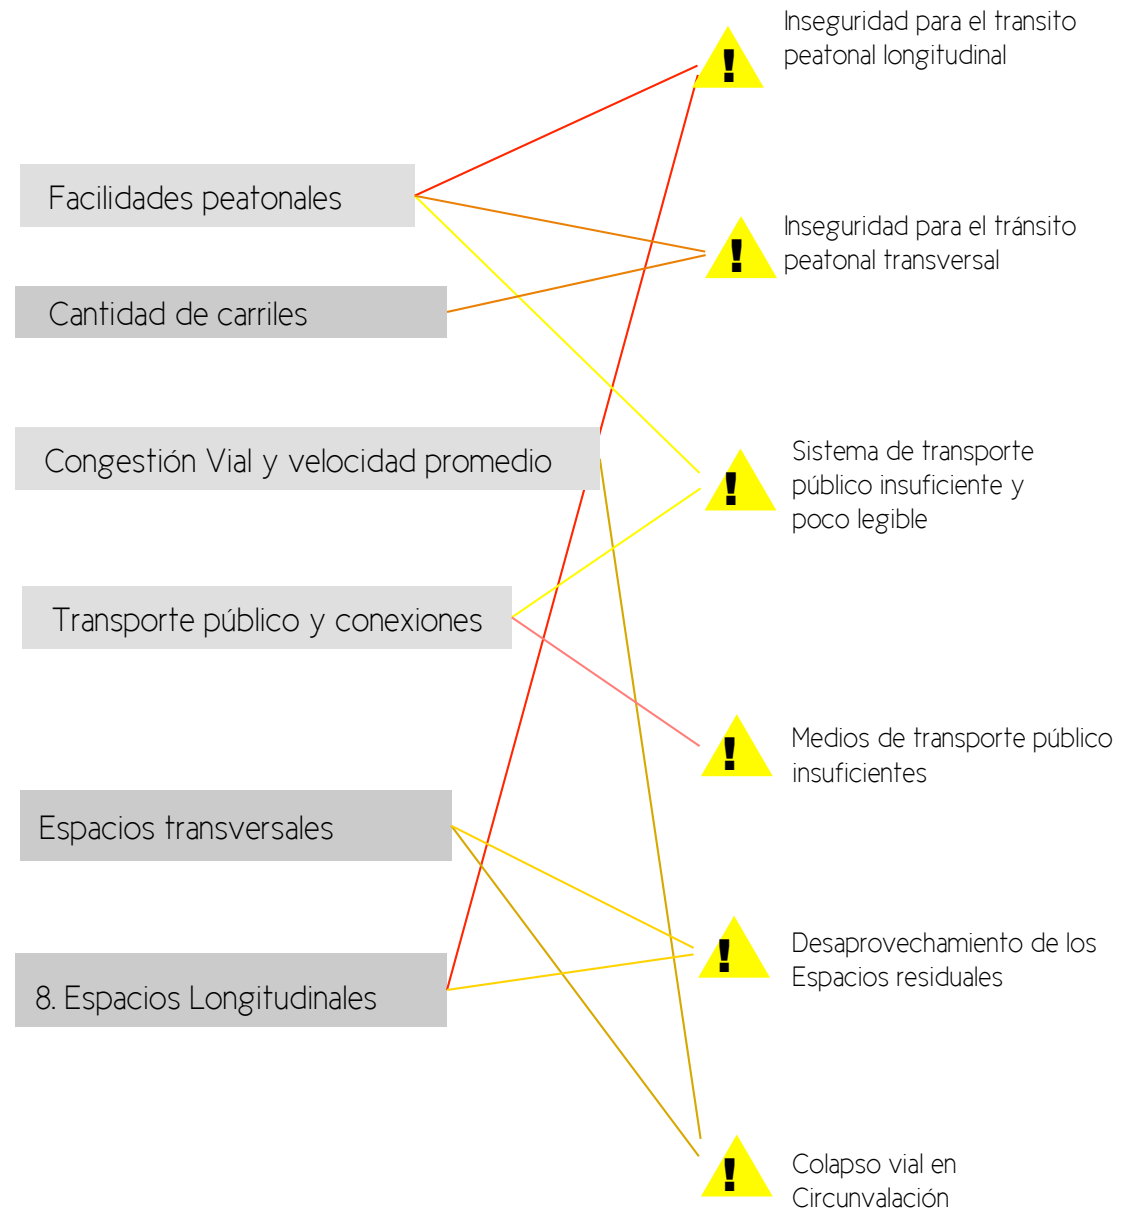 Inseguridad para el transito
peatonal longitudinal
Facilidades peatonales
Inseguridad para el tránsito
peatonal transversal
Cantidad de carriles
Congestión Vial y velocidad promedio
Sistema de transporte
público insuficiente y
poco legible
Transporte público y conexiones
Medios de transporte público
insuficientes
Espacios transversales
Desaprovechamiento de los
Espacios residuales
8. Espacios Longitudinales
Colapso vial en
Circunvalación